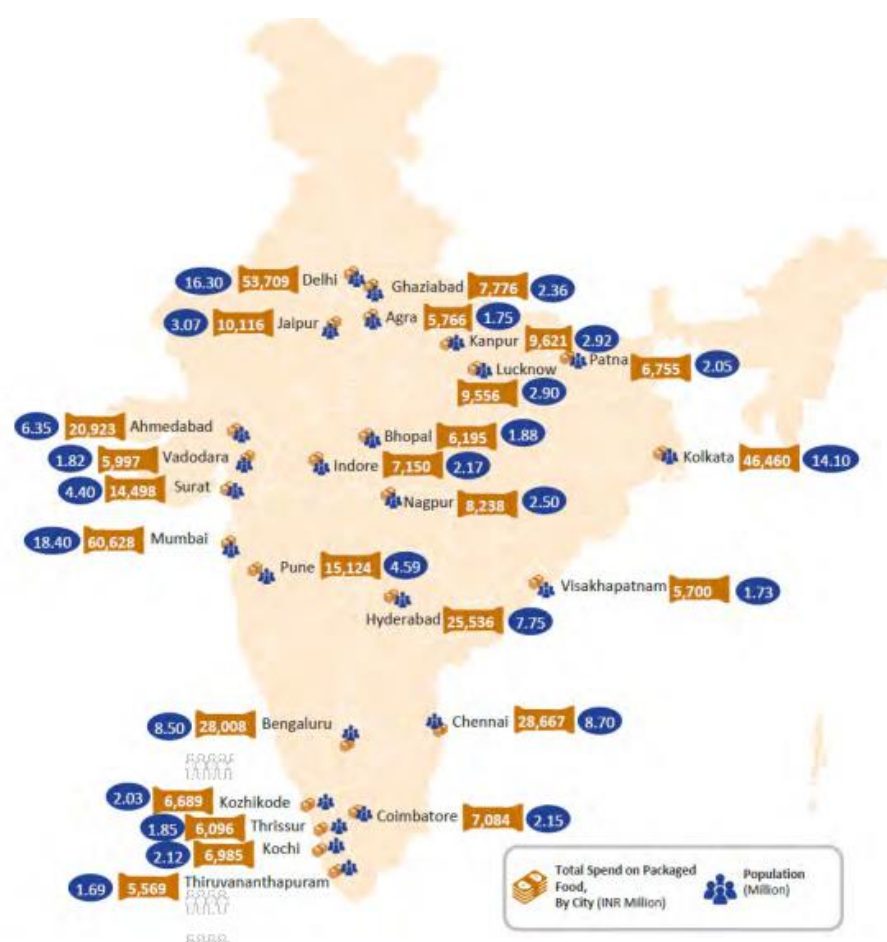 16.30 53,709 Delhi
Ghaziabad 7,776 2.36
3.07 10,116 Jaipur
Agra 5,766 1.75
Kanpur 9,621 2.92
Patna 6,755 2.05
Lucknow
9,556 2.90
6.35 20,923 Ahmedabad
Bhopal 6,195 1.88
1.82 5,997 Vadodara
Indore 7,150 2.17
Kolkata 46,460 14.10
4.40 14,498 Surat
Nagpur 8,238 2.50
18.40 60,628 Mumbai
Pune 15,124 4.59
Visakhapatnam 5,700 1.73
Hyderabad 25,536 7.75
8.50 28,008 Bengaluru
Chennai 28,667 8.70
2.03 6,689 Kozhikode
Coimbatore 7,084 2.15
1.85 6,096 Thrissur
2.12 6,985 Kochi
1.69 5,569 Thiruvananthapuram
Total Spend on Packaged
Food,
By City (INR Million)
Population
(Million)